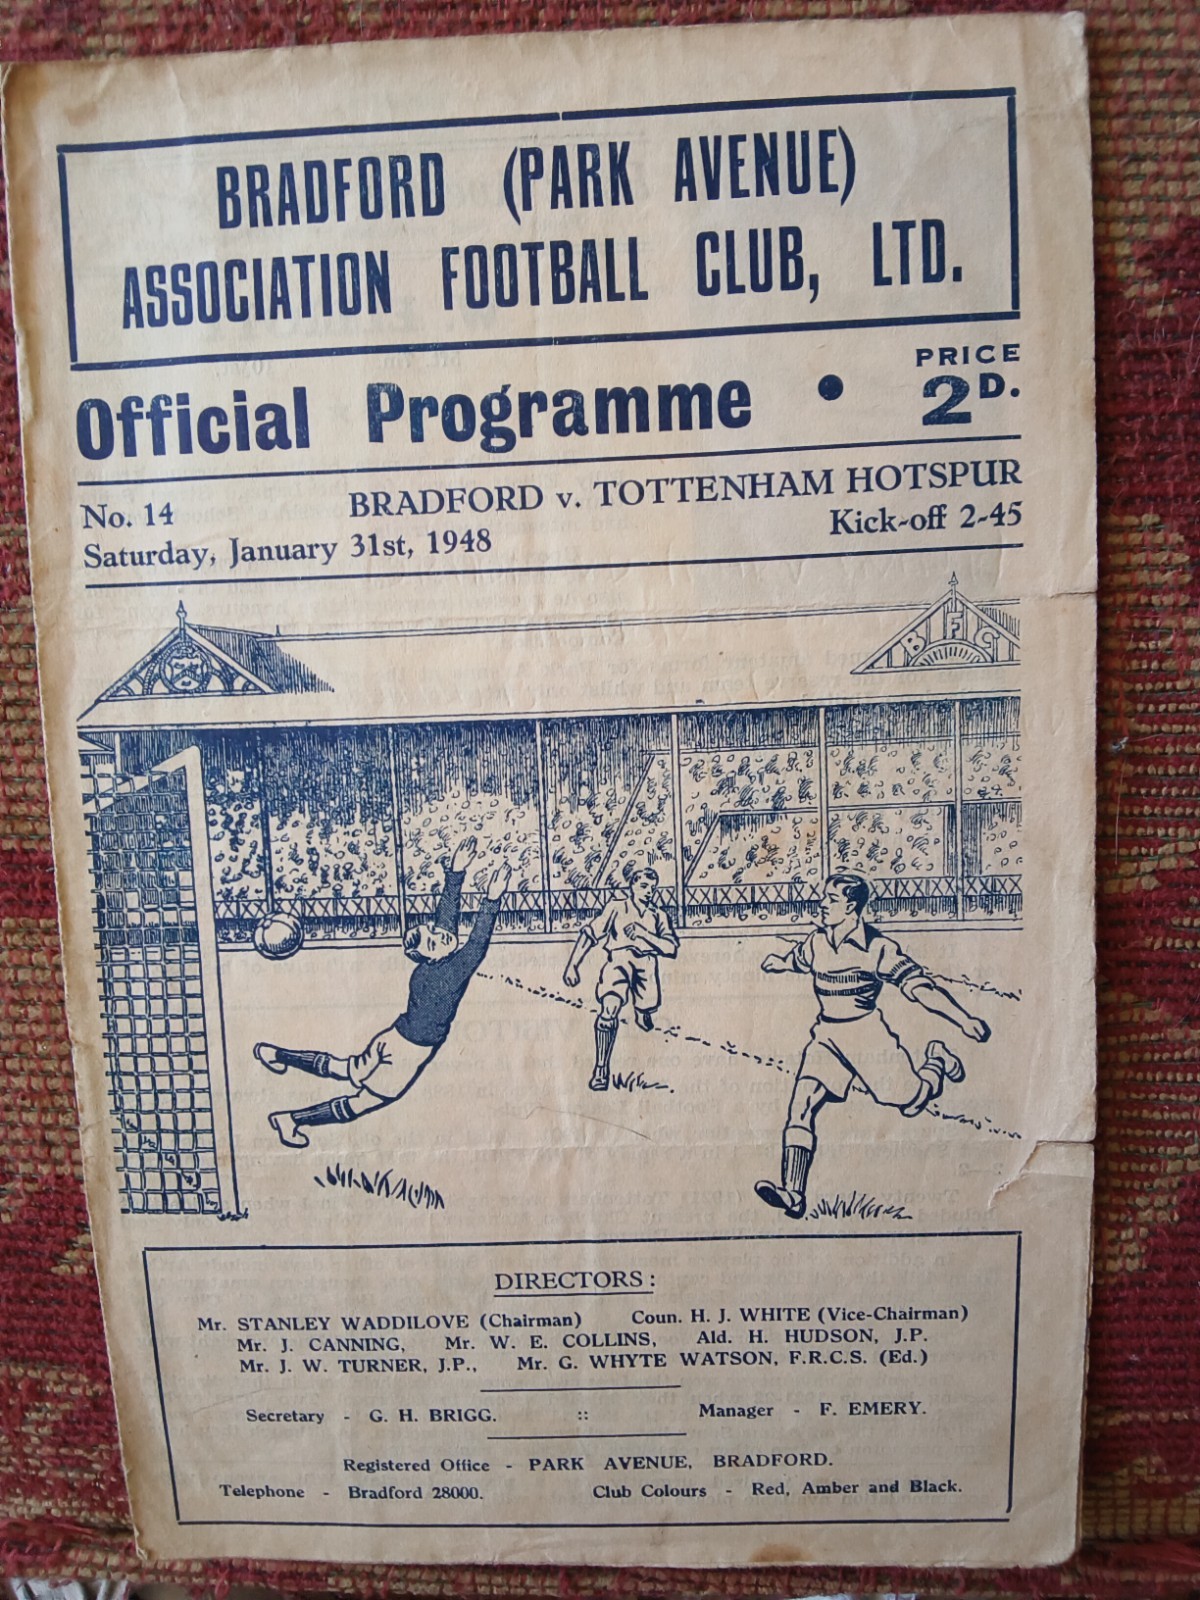 BRADFORD (PARK AVENUE)
ASSOCIATION FOOTBALL CLUB, LTD.
Official Programme • PRICE 2D.
No. 14 BRADFORD v. TOTTENHAM HOTSPUR
Saturday, January 31st, 1948 Kick-off 2-45
B F C
DIRECTORS:
Mr. STANLEY WADDILOVE (Chairman) Coun. H. J. WHITE (Vice-Chairman)
Mr. J. CANNING, Mr. W. E. COLLINS, Ald. H. HUDSON, J.P.
Mr. J. W. TURNER, J.P., Mr. G. WHYTE WATSON, F.R.C.S. (Ed.)
Secretary - G. H. BRIGG. :: Manager - F. EMERY.
Registered Office - PARK AVENUE, BRADFORD.
Telephone - Bradford 28000. Club Colours - Red, Amber and Black.